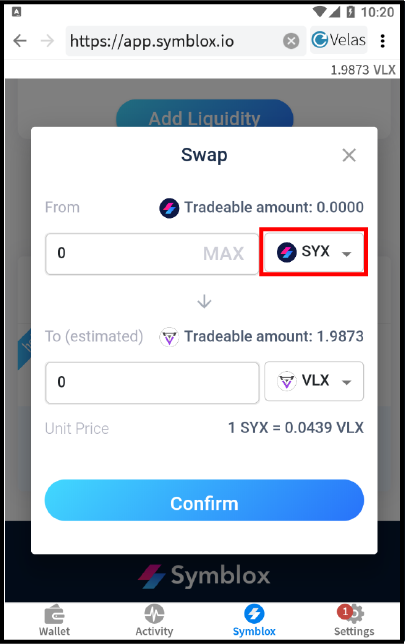 10:20
https://app.symblox.io
Velas
1.9873 VLX
Add Liquidity
Swap
From
Tradeable amount: 0.0000
0
MAX
SYX
To (estimated)
Tradeable amount: 1.9873
0
VLX
Unit Price
1 SYX = 0.0439 VLX
Confirm
Symblox
1
Wallet
Activity
Symblox
Settings